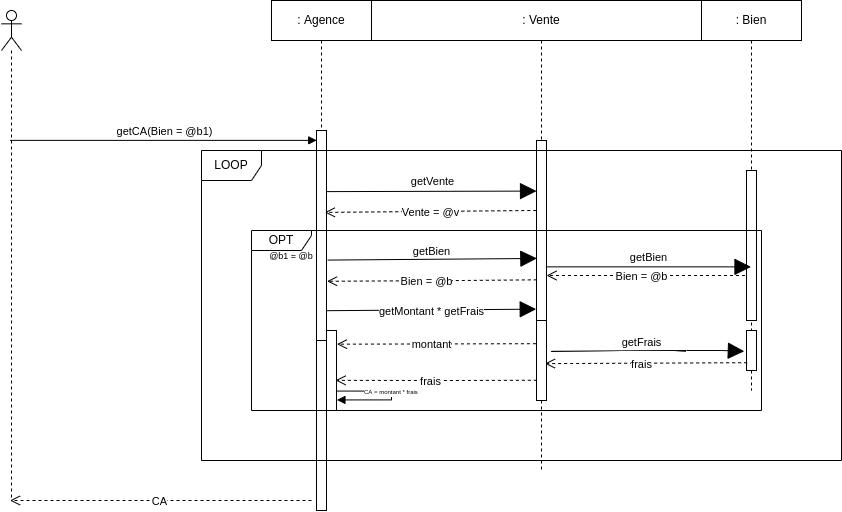 : Agence
: Vente
: Bien
getCA(Bien = @b1)
LOOP
getVente
Vente = @v
OPT
@b1 = @b
getBien
getBien
Bien = @b
Bien = @b
getMontant * getFrais
montant
getFrais
frais
frais
CA = montant * frais
CA